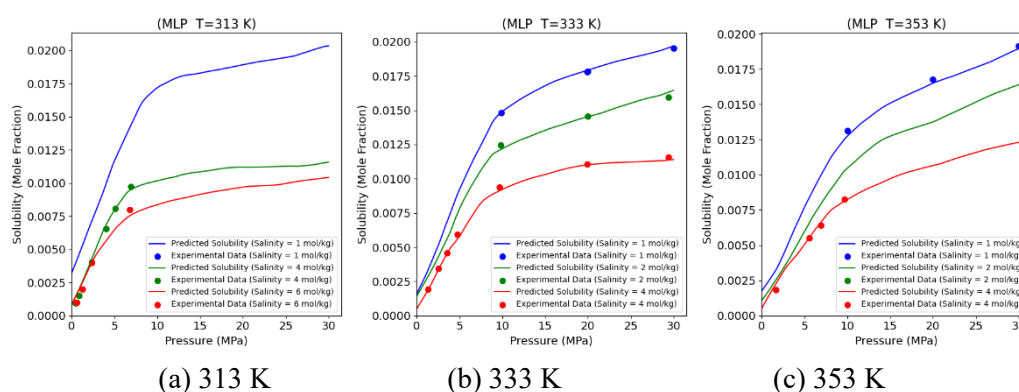 (MLP T=313 K)
Solubility (Mole Fraction)
0.0200
0.0175
0.0150
0.0125
0.0100
0.0075
0.0050
0.0025
0.0000
Predicted Solubility (Salinity = 1 mol/kg)
Experimental Data (Salinity = 1 mol/kg)
Predicted Solubility (Salinity = 4 mol/kg)
Experimental Data (Salinity = 4 mol/kg)
Predicted Solubility (Salinity = 6 mol/kg)
Experimental Data (Salinity = 6 mol/kg)
0 5 10 15 20 25 30
Pressure (MPa)
(a) 313 K
(MLP T=333 K)
Solubility (Mole Fraction)
0.0200
0.0175
0.0150
0.0125
0.0100
0.0075
0.0050
0.0025
0.0000
Predicted Solubility (Salinity = 1 mol/kg)
Experimental Data (Salinity = 1 mol/kg)
Predicted Solubility (Salinity = 2 mol/kg)
Experimental Data (Salinity = 2 mol/kg)
Predicted Solubility (Salinity = 4 mol/kg)
Experimental Data (Salinity = 4 mol/kg)
0 5 10 15 20 25 30
Pressure (MPa)
(b) 333 K
(MLP T=353 K)
Solubility (Mole Fraction)
0.0200
0.0175
0.0150
0.0125
0.0100
0.0075
0.0050
0.0025
0.0000
Predicted Solubility (Salinity = 1 mol/kg)
Experimental Data (Salinity = 1 mol/kg)
Predicted Solubility (Salinity = 2 mol/kg)
Experimental Data (Salinity = 2 mol/kg)
Predicted Solubility (Salinity = 4 mol/kg)
Experimental Data (Salinity = 4 mol/kg)
0 5 10 15 20 25 30
Pressure (MPa)
(c) 353 K